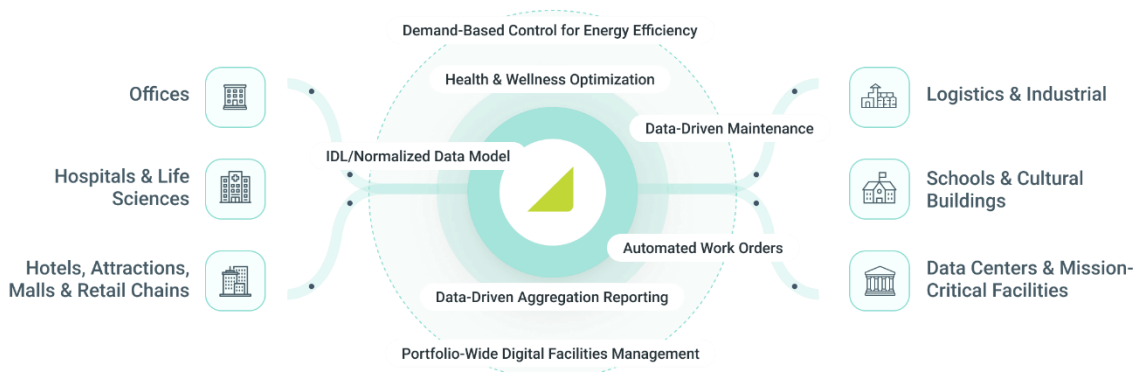 Demand-Based Control for Energy Efficiency
Health & Wellness Optimization
Offices
Logistics & Industrial
Data-Driven Maintenance
IDL/Normalized Data Model
Hospitals & Life
Sciences
Schools & Cultural
Buildings
Automated Work Orders
Hotels, Attractions,
Malls & Retail Chains
Data Centers & Mission-
Critical Facilities
Data-Driven Aggregation Reporting
Portfolio-Wide Digital Facilities Management